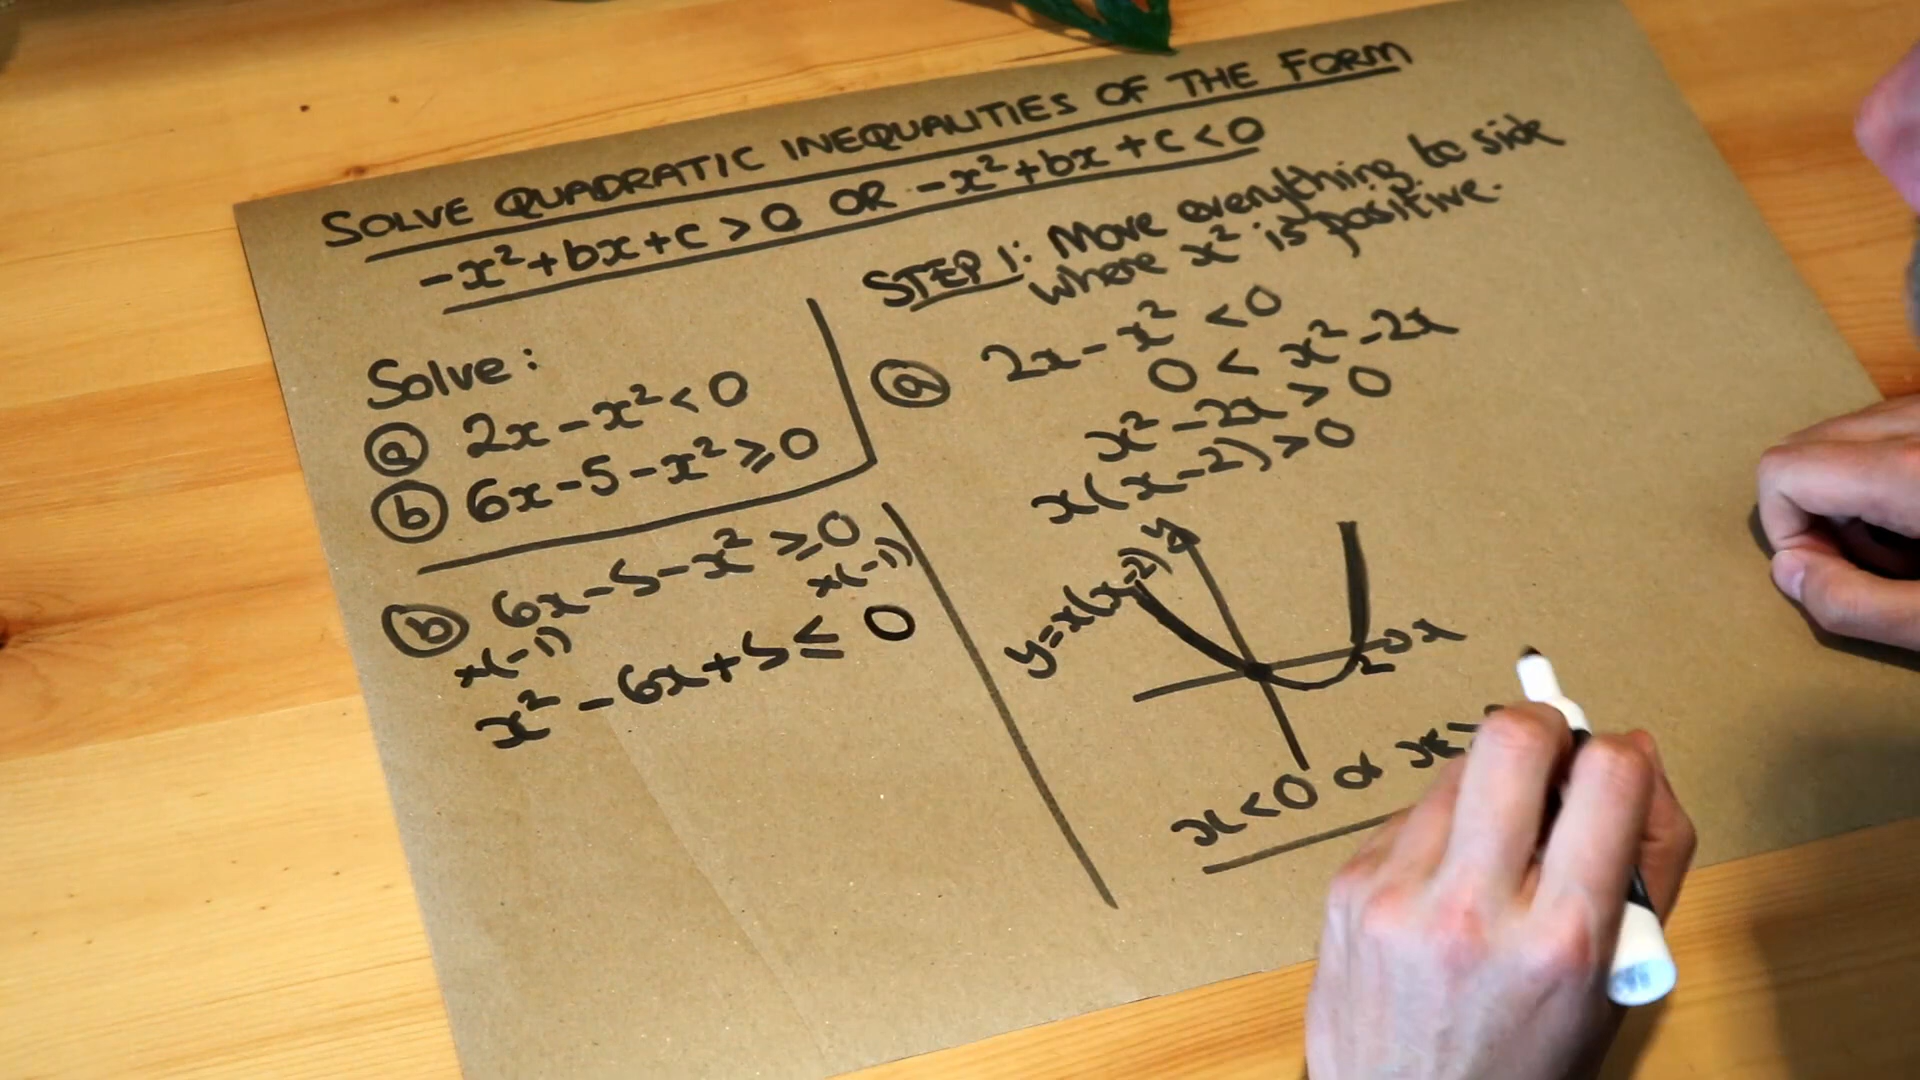 SOLVE QUADRATIC INEQUALITIES OF THE FORM
-x²+bx+c>0 OR -x²+bx+c<0
Solve:
ⓐ 2x-x²<0
ⓑ 6x-5-x²⩾0
ⓑ 6x-5-x²⩾0
x(-1) x(-1)
x²-6x+5≤0
STEP 1: Move everything to side
where x² is positive.
ⓐ 2x-x²<0
0<x²-2x
x²-2x>0
x(x-2)>0
y
y=x(x-2)
x
2
x<0 or x>